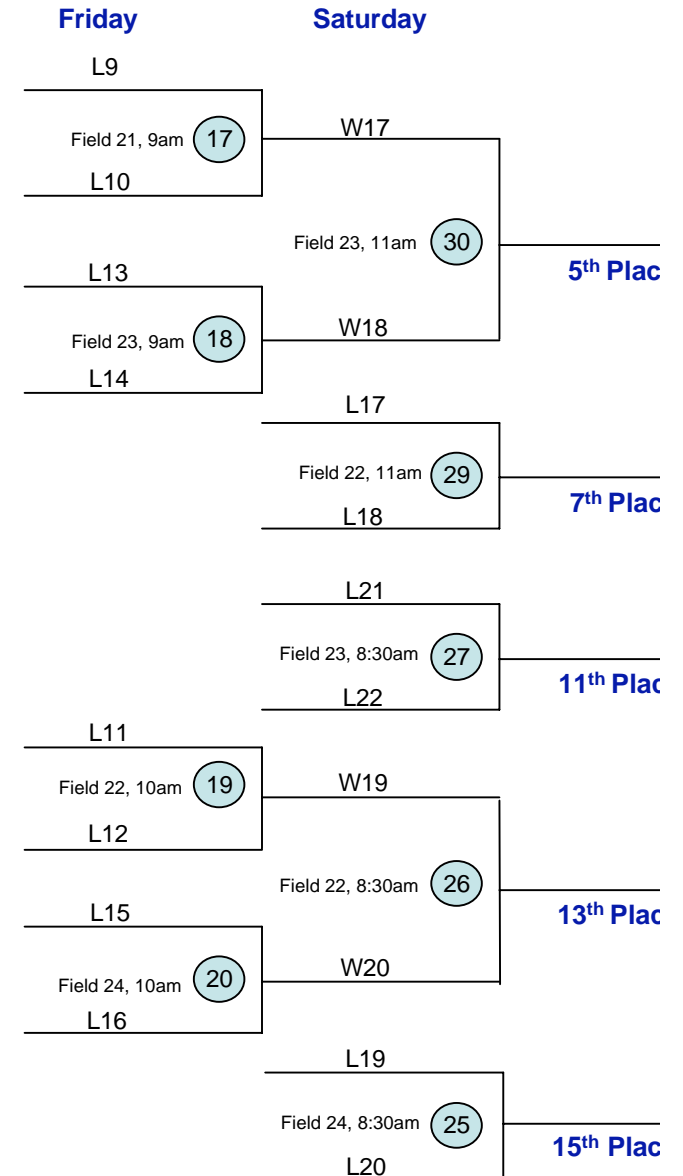 Friday Saturday
L9
Field 21, 9am 17
W17
L10
Field 23, 11am 30
5th Plac
L13
W18
Field 23, 9am 18
L14
L17
Field 22, 11am 29
7th Plac
L18
L21
Field 23, 8:30am 27
11th Plac
L22
L11
Field 22, 10am 19
W19
L12
Field 22, 8:30am 26
13th Plac
L15
W20
Field 24, 10am 20
L16
L19
Field 24, 8:30am 25
15th Plac
L20